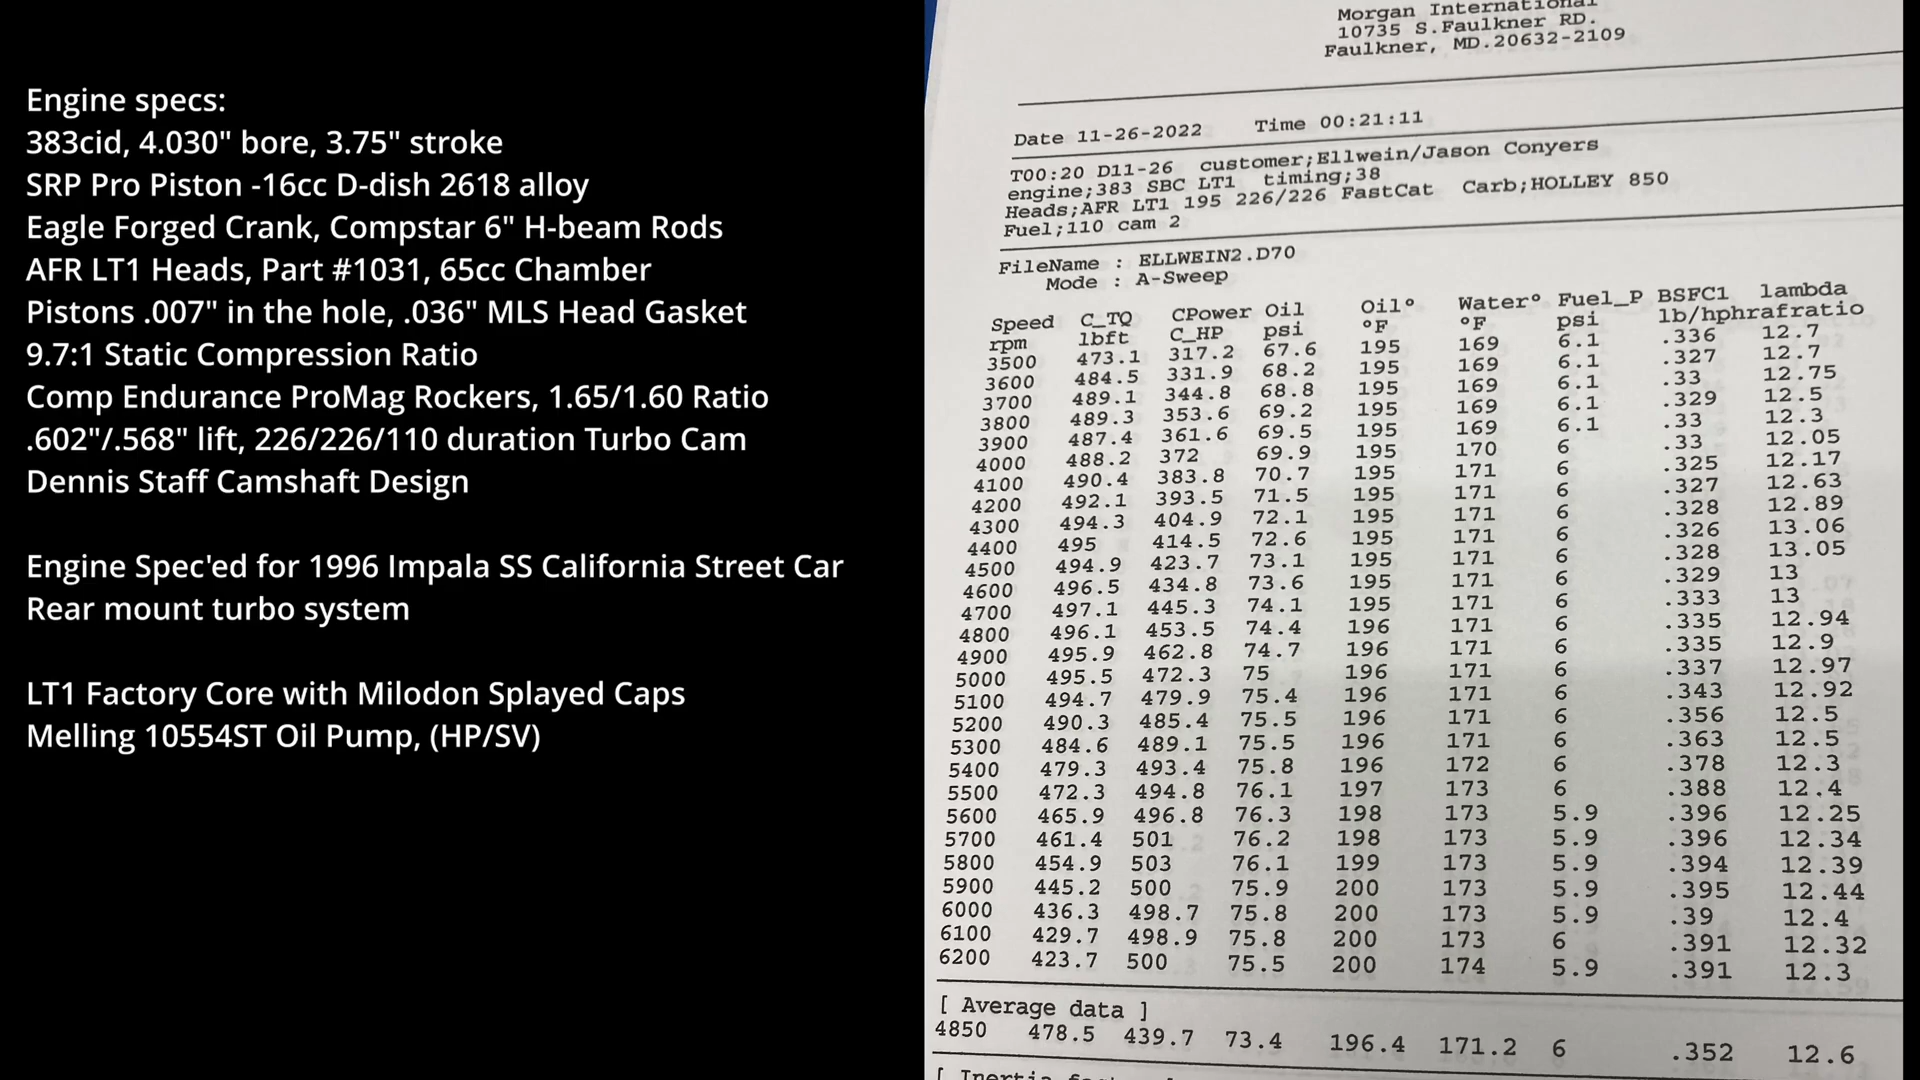 Engine specs:
383cid, 4.030" bore, 3.75" stroke
SRP Pro Piston -16cc D-dish 2618 alloy
Eagle Forged Crank, Compstar 6" H-beam Rods
AFR LT1 Heads, Part #1031, 65cc Chamber
Pistons .007" in the hole, .036" MLS Head Gasket
9.7:1 Static Compression Ratio
Comp Endurance ProMag Rockers, 1.65/1.60 Ratio
.602"/.568" lift, 226/226/110 duration Turbo Cam
Dennis Staff Camshaft Design
Engine Spec'ed for 1996 Impala SS California Street Car
Rear mount turbo system
LT1 Factory Core with Milodon Splayed Caps
Melling 10554ST Oil Pump, (HP/SV)
Morgan International
10735 S.Faulkner RD.
Faulkner, MD.20632-2109
Date 11-26-2022 Time 00:21:11
T00:20 D11-26 customer;Ellwein/Jason Conyers
engine;383 SBC LT1 timing;38
Heads;AFR LT1 195 226/226 FastCat Carb;HOLLEY 850
Fuel;110 cam 2
FileName : ELLWEIN2.D70
Mode : A-Sweep
Speed C_TQ CPower Oil Oil° Water° Fuel_P BSFC1 lambda
rpm lbft C_HP psi °F °F psi lb/hphrafratio
3500 473.1 317.2 67.6 195 169 6.1 .336 12.7
3600 484.5 331.9 68.2 195 169 6.1 .327 12.7
3700 489.1 344.8 68.8 195 169 6.1 .33 12.75
3800 489.3 353.6 69.2 195 169 6.1 .329 12.5
3900 487.4 361.6 69.5 195 169 6.1 .33 12.3
4000 488.2 372 69.9 195 170 6 .33 12.05
4100 490.4 383.8 70.7 195 171 6 .325 12.17
4200 492.1 393.5 71.5 195 171 6 .327 12.63
4300 494.3 404.9 72.1 195 171 6 .328 12.89
4400 495 414.5 72.6 195 171 6 .326 13.06
4500 494.9 423.7 73.1 195 171 6 .328 13.05
4600 496.5 434.8 73.6 195 171 6 .329 13
4700 497.1 445.3 74.1 195 171 6 .333 13
4800 496.1 453.5 74.4 196 171 6 .335 12.94
4900 495.9 462.8 74.7 196 171 6 .335 12.9
5000 495.5 472.3 75 196 171 6 .337 12.97
5100 494.7 479.9 75.4 196 171 6 .343 12.92
5200 490.3 485.4 75.5 196 171 6 .356 12.5
5300 484.6 489.1 75.5 196 171 6 .363 12.5
5400 479.3 493.4 75.8 196 172 6 .378 12.3
5500 472.3 494.8 76.1 197 173 6 .388 12.4
5600 465.9 496.8 76.3 198 173 5.9 .396 12.25
5700 461.4 501 76.2 198 173 5.9 .396 12.34
5800 454.9 503 76.1 199 173 5.9 .394 12.39
5900 445.2 500 75.9 200 173 5.9 .395 12.44
6000 436.3 498.7 75.8 200 173 5.9 .39 12.4
6100 429.7 498.9 75.8 200 173 6 .391 12.32
6200 423.7 500 75.5 200 174 5.9 .391 12.3
[ Average data ]
4850 478.5 439.7 73.4 196.4 171.2 6 .352 12.6
[ Inertia